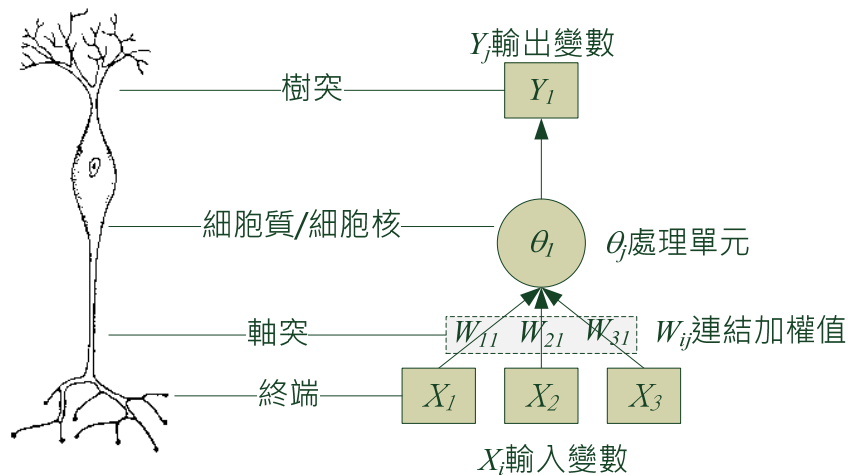 Yj輸出變數
樹突 Y1
細胞質/細胞核 θ1 θj處理單元
軸突 W11 W21 W31 Wij連結加權值
終端 X1 X2 X3
Xi輸入變數